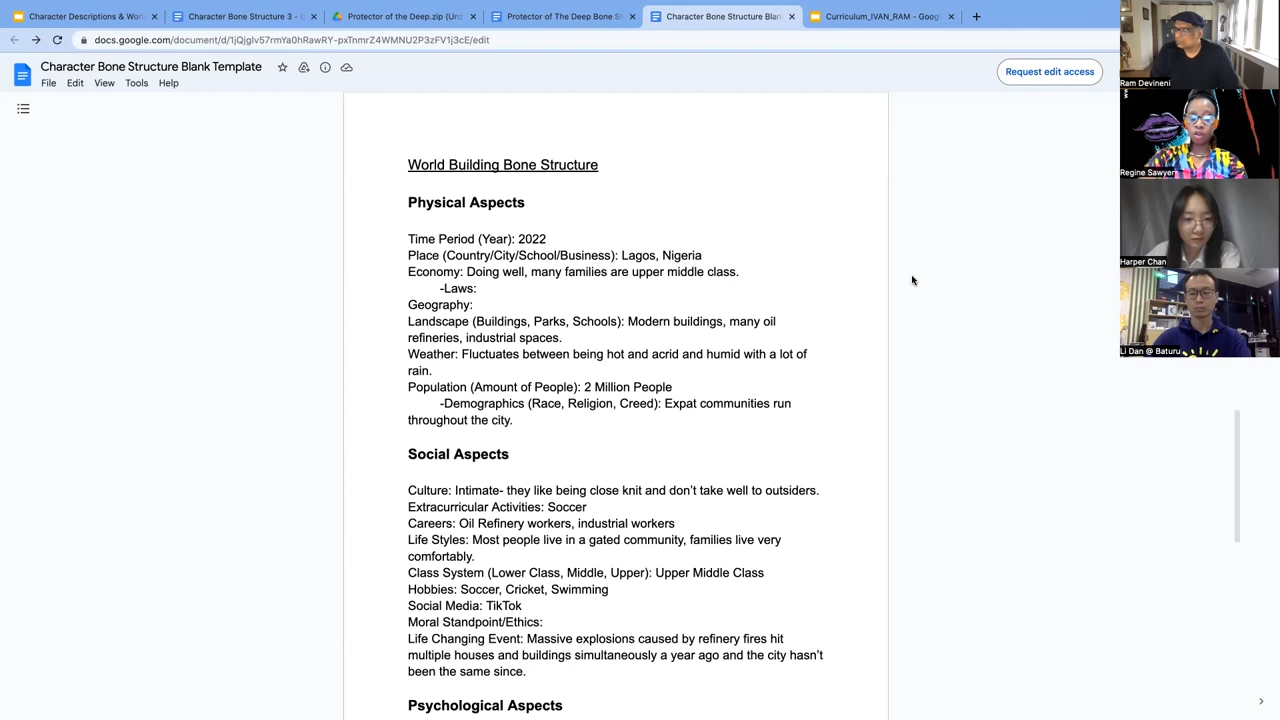 Character Descriptions & Worl
Character Bone Structure 3 - G
Protector of the Deep.zip (Unz
Protector of The Deep Bone St
Character Bone Structure Blan
Curriculum_IVAN_RAM - Googl
docs.google.com/document/d/1jQjglv57rmYa0hRawRY-pxTnmrZ4WMNU2P3zFV1j3cE/edit
Character Bone Structure Blank Template
File Edit View Tools Help
Request edit access
World Building Bone Structure
Physical Aspects
Time Period (Year): 2022
Place (Country/City/School/Business): Lagos, Nigeria
Economy: Doing well, many families are upper middle class.
-Laws:
Geography:
Landscape (Buildings, Parks, Schools): Modern buildings, many oil
refineries, industrial spaces.
Weather: Fluctuates between being hot and acrid and humid with a lot of
rain.
Population (Amount of People): 2 Million People
-Demographics (Race, Religion, Creed): Expat communities run
throughout the city.
Social Aspects
Culture: Intimate- they like being close knit and don’t take well to outsiders.
Extracurricular Activities: Soccer
Careers: Oil Refinery workers, industrial workers
Life Styles: Most people live in a gated community, families live very
comfortably.
Class System (Lower Class, Middle, Upper): Upper Middle Class
Hobbies: Soccer, Cricket, Swimming
Social Media: TikTok
Moral Standpoint/Ethics:
Life Changing Event: Massive explosions caused by refinery fires hit
multiple houses and buildings simultaneously a year ago and the city hasn’t
been the same since.
Psychological Aspects
Ram Devineni
Regine Sawyer
Harper Chan
Li Dan @ Baturu